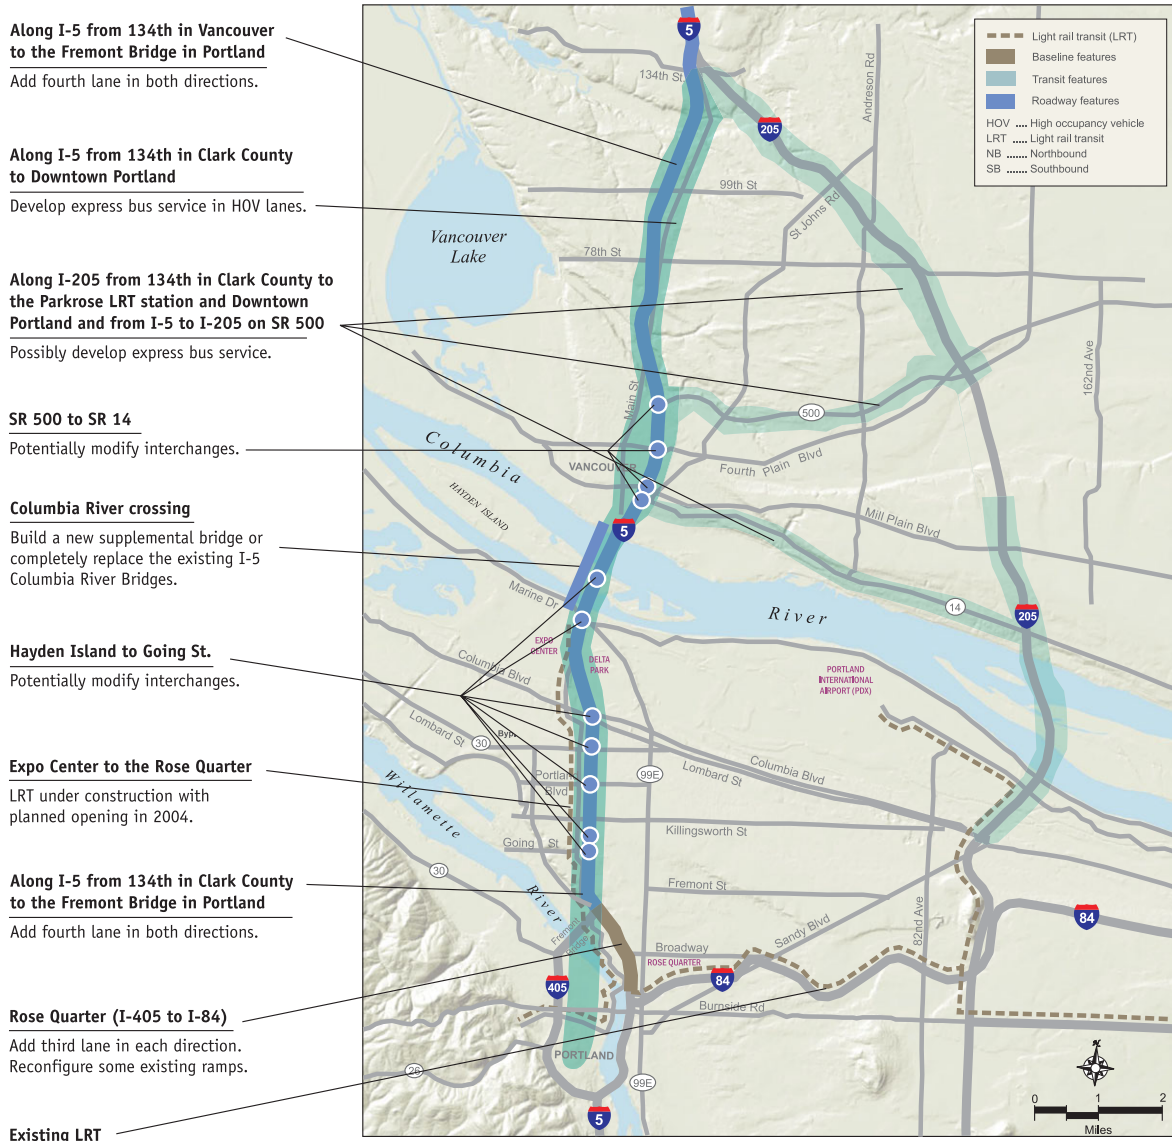 Along I-5 from 134th in Vancouver
to the Fremont Bridge in Portland
Add fourth lane in both directions.
Along I-5 from 134th in Clark County
to Downtown Portland
Develop express bus service in HOV lanes.
Along I-205 from 134th in Clark County to
the Parkrose LRT station and Downtown
Portland and from I-5 to I-205 on SR 500
Possibly develop express bus service.
SR 500 to SR 14
Potentially modify interchanges.
Columbia River crossing
Build a new supplemental bridge or
completely replace the existing I-5
Columbia River Bridges.
Hayden Island to Going St.
Potentially modify interchanges.
Expo Center to the Rose Quarter
LRT under construction with
planned opening in 2004.
Along I-5 from 134th in Clark County
to the Fremont Bridge in Portland
Add fourth lane in both directions.
Rose Quarter (I-405 to I-84)
Add third lane in each direction.
Reconfigure some existing ramps.
Existing LRT
Light rail transit (LRT)
Baseline features
Transit features
Roadway features
HOV .... High occupancy vehicle
LRT ..... Light rail transit
NB ....... Northbound
SB ....... Southbound
5
134th St
205
Andreson Rd
99th St
St Johns Rd
78th St
Vancouver
Lake
162nd Ave
Main St
500
Columbia
VANCOUVER
Fourth Plain Blvd
HAYDEN ISLAND
Mill Plain Blvd
5
Marine Dr
River
14
205
EXPO
CENTER
DELTA
PARK
PORTLAND
INTERNATIONAL
AIRPORT (PDX)
Columbia Blvd
Lombard St
30
Byp
99E
Lombard St
Columbia Blvd
Portland
Blvd
Willamette
River
Killingsworth St
Going St
30
Fremont St
82nd Ave
Sandy Blvd
84
Fremont
Bridge
Broadway
ROSE QUARTER
84
405
Burnside Rd
PORTLAND
26
99E
5
N
0 1 2
Miles